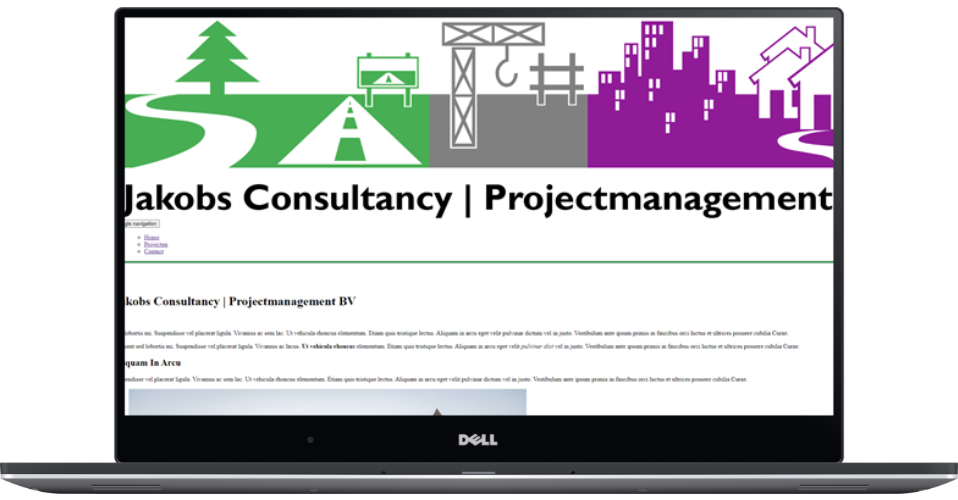 Jakobs Consultancy | Projectmanagement
gle navigation
Home
Projecten
Contact
kobs Consultancy | Projectmanagement BV
lobortis mi. Suspendisse vel placerat ligula. Vivamus ac sem lac. Ut vehicula rhoncus elementum. Etiam quis tristique lectus. Aliquam in arcu eget velit pulvinar dictum vel in justo. Vestibulum ante ipsum primis in faucibus orci luctus et ultrices posuere cubilia Curae.
sent sed lobortis mi. Suspendisse vel placerat ligula. Vivamus ac lacus. Ut vehicula rhoncus elementum. Etiam quis tristique lectus. Aliquam in arcu eget velit pulvinar dict vel in justo. Vestibulum ante ipsum primis in faucibus orci luctus et ultrices posuere cubilia Curae.
quam In Arcu
pendisse vel placerat ligula. Vivamus ac sem lac. Ut vehicula rhoncus elementum. Etiam quis tristique lectus. Aliquam in arcu eget velit pulvinar dictum vel in justo. Vestibulum ante ipsum primis in faucibus orci luctus et ultrices posuere cubilia Curae.
DELL